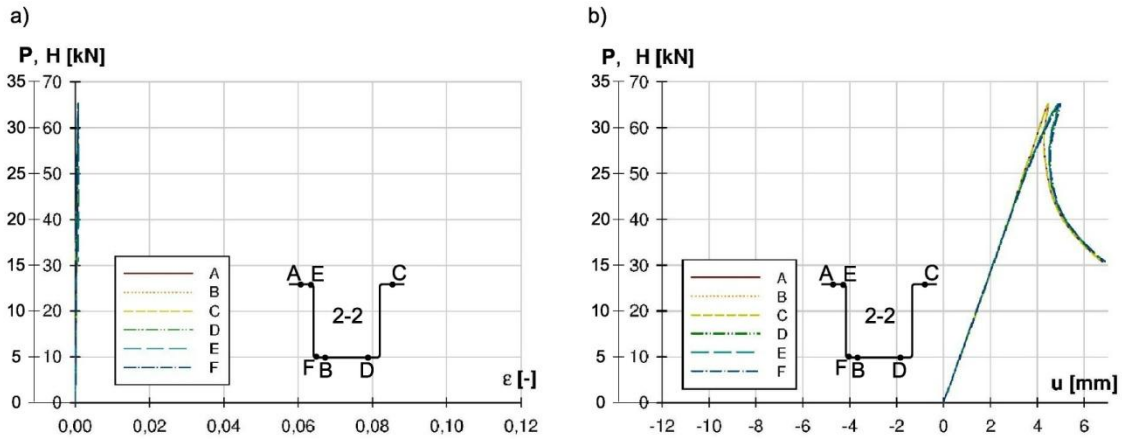 a)
P, H [kN]
35 70
30 60
25 50
20 40
15 30
10 20
5 10
0 0
0,00 0,02 0,04 0,06 0,08 0,10 0,12
ε [-]
A
B
C
D
E
F
A E C
2-2
F B D
b)
P, H [kN]
35 70
30 60
25 50
20 40
15 30
10 20
5 10
0 0
-12 -10 -8 -6 -4 -2 0 2 4 6
u [mm]
A
B
C
D
E
F
A E C
2-2
F B D